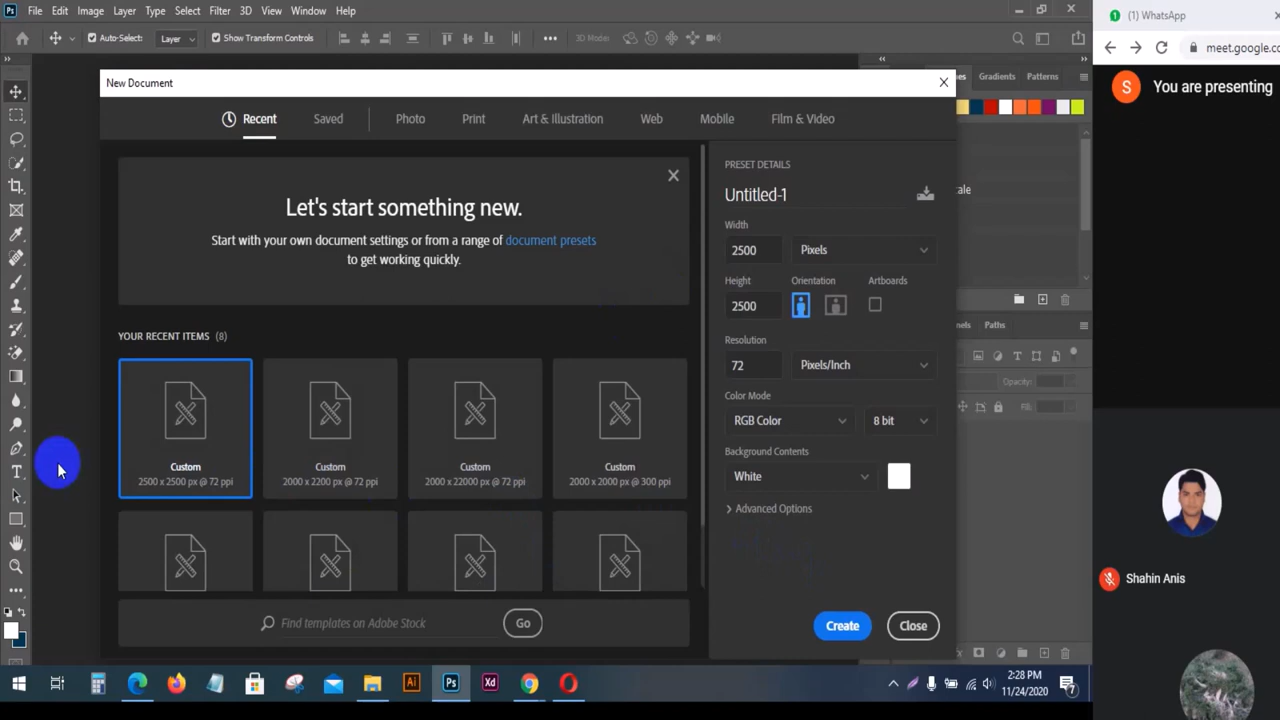 Ps File Edit Image Layer Type Select Filter 3D View Window Help
Auto-Select: Layer Show Transform Controls 3D Mode:
(1) WhatsApp
meet.google.co
S You are presenting
New Document
Recent Saved Photo Print Art & Illustration Web Mobile Film & Video
Gradients Patterns
Let's start something new.
Start with your own document settings or from a range of document presets
to get working quickly.
YOUR RECENT ITEMS (8)
Custom
2500 x 2500 px @ 72 ppi
Custom
2000 x 2200 px @ 72 ppi
Custom
2000 x 22000 px @ 72 ppi
Custom
2000 x 2000 px @ 300 ppi
Find templates on Adobe Stock Go
PRESET DETAILS
Untitled-1
Width
2500 Pixels
Height Orientation Artboards
2500
Resolution
72 Pixels/Inch
Color Mode
RGB Color 8 bit
Background Contents
White
Advanced Options
Create Close
Paths
Opacity:
Fill:
Shahin Anis
Ai Ps Xd
2:28 PM
11/24/2020
7